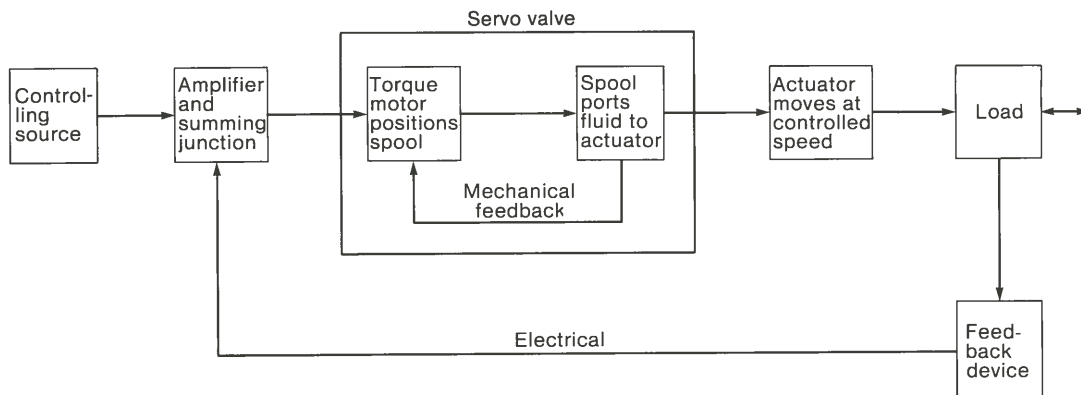 Servo valve
Control-
ling
source
Amplifier
and
summing
junction
Torque
motor
positions
spool
Spool
ports
fluid to
actuator
Actuator
moves at
controlled
speed
Load
Mechanical
feedback
Electrical
Feed-
back
device